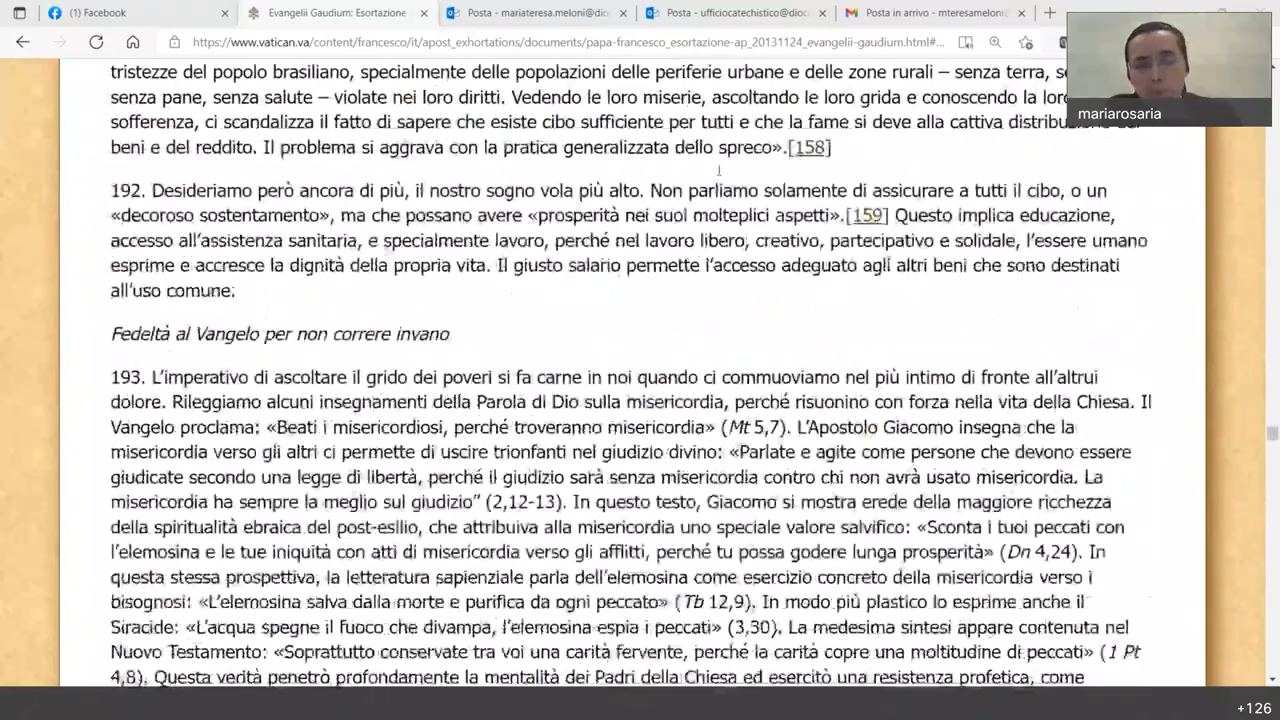 (1) Facebook
Evangelii Gaudium: Esortazione
Posta - mariateresa.meloni@dio
Posta - ufficiocatechistico@dioc
Posta in arrivo - mteresameloni
https://www.vatican.va/content/francesco/it/apost_exhortations/documents/papa-francesco_esortazione-ap_20131124_evangelii-gaudium.html#...
mariarosaria
tristezze del popolo brasiliano, specialmente delle popolazioni delle periferie urbane e delle zone rurali – senza terra,
senza pane, senza salute – violate nei loro diritti. Vedendo le loro miserie, ascoltando le loro grida e conoscendo la
sofferenza, ci scandalizza il fatto di sapere che esiste cibo sufficiente per tutti e che la fame si deve alla cattiva
beni e del reddito. Il problema si aggrava con la pratica generalizzata dello spreco».[158]
192. Desideriamo però ancora di più, il nostro sogno vola più alto. Non parliamo solamente di assicurare a tutti il cibo, o un
«decoroso sostentamento», ma che possano avere «prosperità nei suoi molteplici aspetti».[159] Questo implica educazione,
accesso all'assistenza sanitaria, e specialmente lavoro, perché nel lavoro libero, creativo, partecipativo e solidale, l'essere umano
esprime e accresce la dignità della propria vita. Il giusto salario permette l'accesso adeguato agli altri beni che sono destinati
all'uso comune.
Fedeltà al Vangelo per non correre invano
193. L'imperativo di ascoltare il grido dei poveri si fa carne in noi quando ci commuoviamo nel più intimo di fronte all'altrui
dolore. Rileggiamo alcuni insegnamenti della Parola di Dio sulla misericordia, perché risuonino con forza nella vita della Chiesa. Il
Vangelo proclama: «Beati i misericordiosi, perché troveranno misericordia» (Mt 5,7). L'Apostolo Giacomo insegna che la
misericordia verso gli altri ci permette di uscire trionfanti nel giudizio divino: «Parlate e agite come persone che devono essere
giudicate secondo una legge di libertà, perché il giudizio sarà senza misericordia contro chi non avrà usato misericordia. La
misericordia ha sempre la meglio sul giudizio" (2,12-13). In questo testo, Giacomo si mostra erede della maggiore ricchezza
della spiritualità ebraica del post-esilio, che attribuiva alla misericordia uno speciale valore salvifico: «Sconta i tuoi peccati con
l'elemosina e le tue iniquità con atti di misericordia verso gli afflitti, perché tu possa godere lunga prosperità» (Dn 4,24). In
questa stessa prospettiva, la letteratura sapienziale parla dell'elemosina come esercizio concreto della misericordia verso i
bisognosi: «L'elemosina salva dalla morte e purifica da ogni peccato» (Tb 12,9). In modo più plastico lo esprime anche il
Siracide: «L'acqua spegne il fuoco che divampa, l'elemosina espia i peccati» (3,30). La medesima sintesi appare contenuta nel
Nuovo Testamento: «Soprattutto conservate tra voi una carità fervente, perché la carità copre una moltitudine di peccati» (1 Pt
4,8). Questa verità penetrò profondamente la mentalità dei Padri della Chiesa ed esercitò una resistenza profetica, come
+126